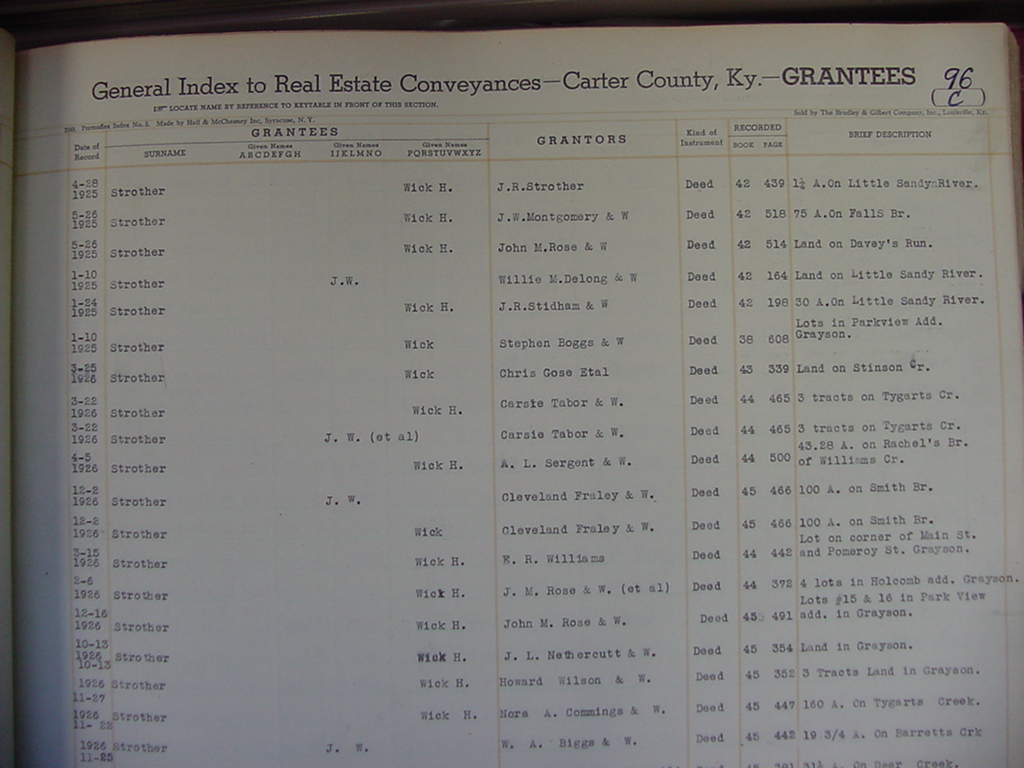 General Index to Real Estate Conveyances—Carter County, Ky.—GRANTEES 96
C
LOCATE NAME BY REFERENCE TO KEYTABLE IN FRONT OF THIS SECTION.
Index No. 3. Made by Hall & McChesney Inc, Syracuse, N. Y. Sold by The Bradley & Gilbert Company, Inc., Louisville, Ky.
Date of Record GRANTEES GRANTORS Kind of Instrument RECORDED BRIEF DESCRIPTION
SURNAME Given Names ABCDEFGH Given Names IJKLMNO Given Names PQRSTUVWXYZ BOOK PAGE
4-28
1925 Strother Wick H. J.R.Strother Deed 42 439 1½ A.On Little Sandy River.
5-26
1925 Strother Wick H. J.W.Montgomery & W Deed 42 518 75 A.On Falls Br.
5-26
1925 Strother Wick H. John M.Rose & W Deed 42 514 Land on Davey's Run.
1-10
1925 Strother J.W. Willie M.Delong & W Deed 42 164 Land on Little Sandy River.
1-24
1925 Strother Wick H. J.R.Stidham & W Deed 42 198 30 A.On Little Sandy River.
Lots in Parkview Add.
1-10
1925 Strother Wick Stephen Boggs & W Deed 38 608 Grayson.
3-25
1926 Strother Wick Chris Gose Etal Deed 43 339 Land on Stinson Cr.
3-22
1926 Strother Wick H. Carsie Tabor & W. Deed 44 465 3 tracts on Tygarts Cr.
3-22
1926 Strother J. W. (et al) Carsie Tabor & W. Deed 44 465 3 tracts on Tygarts Cr.
43.28 A. on Rachel's Br.
4-5
1926 Strother Wick H. A. L. Sergent & W. Deed 44 500 of Williams Cr.
12-2
1926 Strother J. W. Cleveland Fraley & W. Deed 45 466 100 A. on Smith Br.
12-2
1926 Strother Wick Cleveland Fraley & W. Deed 45 466 100 A. on Smith Br.
Lot on corner of Main St.
3-15
1926 Strother Wick H. E. R. Williams Deed 44 442 and Pomeroy St. Grayson.
2-6
1926 Strother Wick H. J. M. Rose & W. (et al) Deed 44 372 4 lots in Holcomb add. Grayson.
Lots #15 & 16 in Park View
12-16
1926 Strother Wick H. John M. Rose & W. Deed 45 491 add. in Grayson.
10-13
1926 Strother Wick H. J. L. Nethercutt & W. Deed 45 354 Land in Grayson.
10-13
1926 Strother Wick H. Howard Wilson & W. Deed 45 352 3 Tracts Land in Grayson.
11-27
1926 Strother Wick H. Nora A. Commings & W. Deed 45 447 160 A. On Tygarts Creek.
11-22
1926 Strother J. W. W. A. Biggs & W. Deed 45 442 19 3/4 A. On Barretts Crk
11-25
A. On Deer Creek.